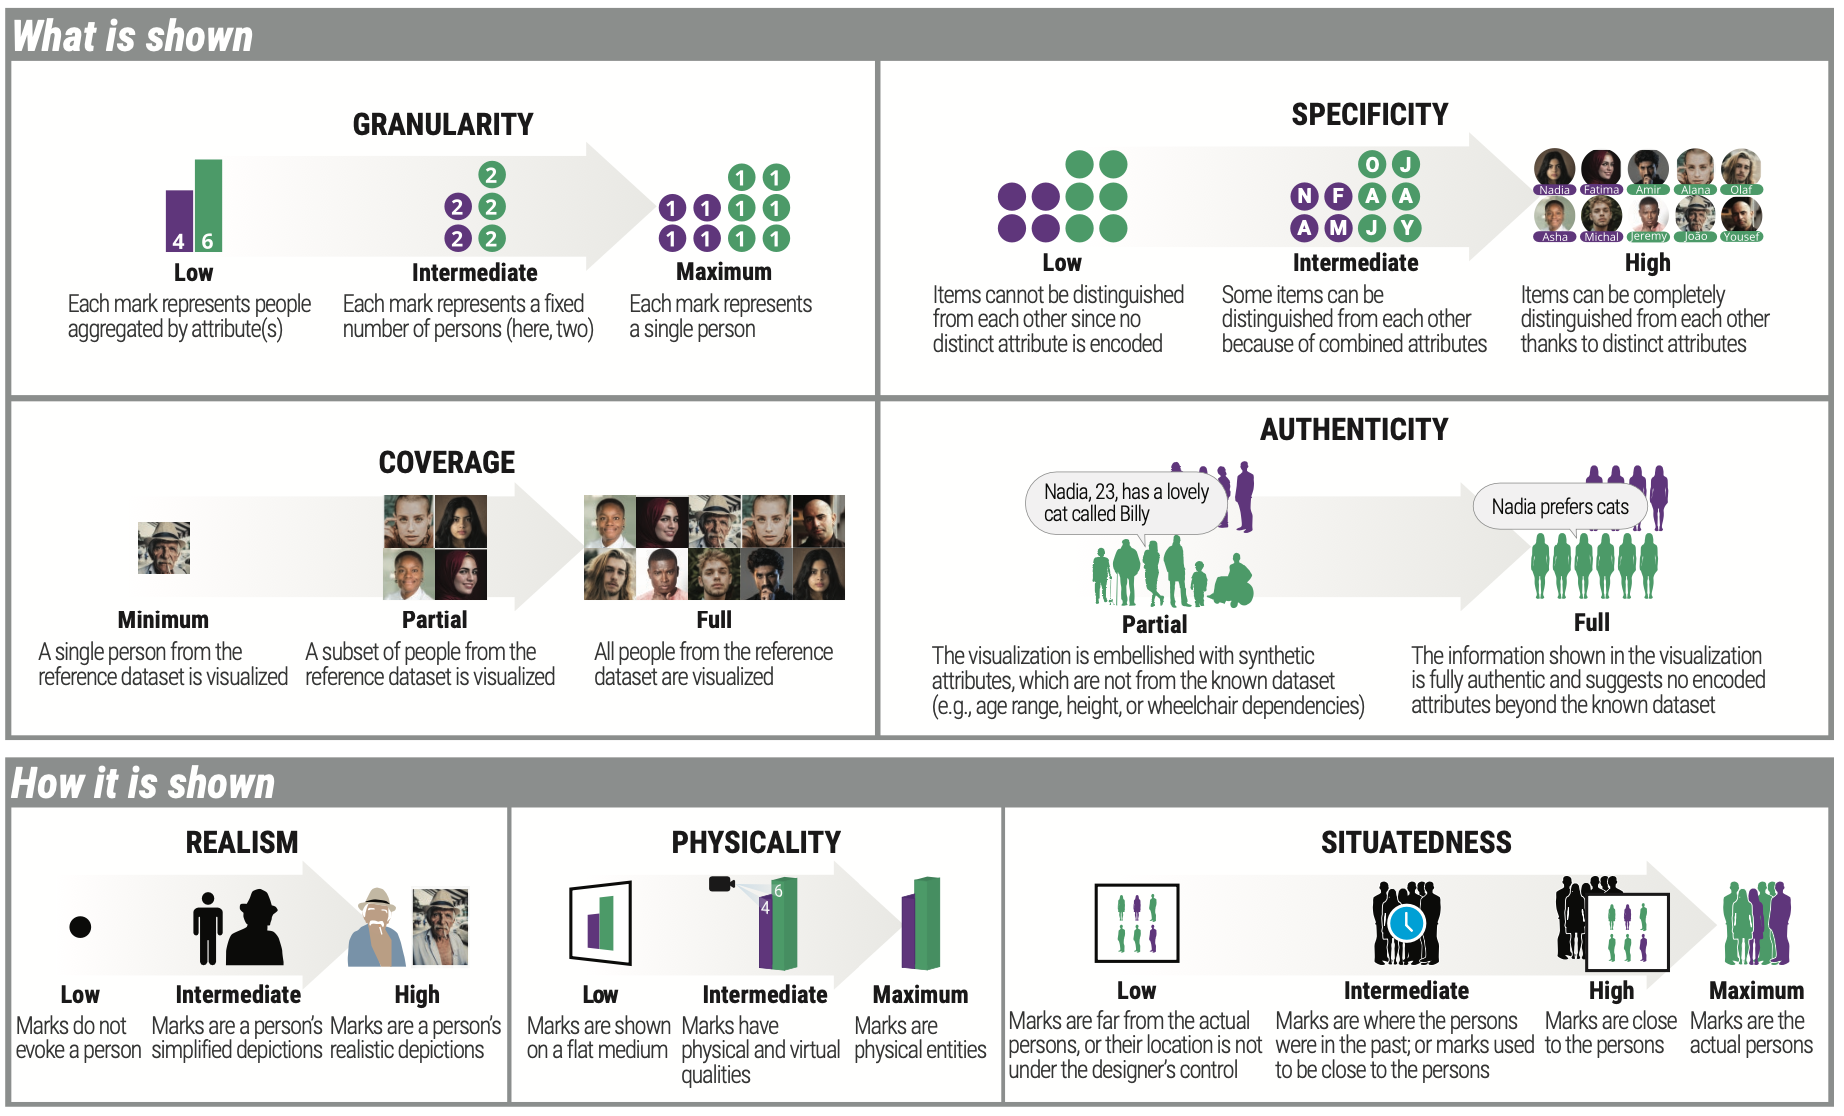 What is shown
GRANULARITY
4 6
2
2 2
2 2
1 1
1 1 1 1
1 1 1 1
Low
Each mark represents people
aggregated by attribute(s)
Intermediate
Each mark represents a fixed
number of persons (here, two)
Maximum
Each mark represents
a single person
SPECIFICITY
O J
N F A A
A M J Y
Nadia Fatima Amir Alana Olaf
Asha Michal Jeremy João Yousef
Low
Items cannot be distinguished
from each other since no
distinct attribute is encoded
Intermediate
Some items can be
distinguished from each other
because of combined attributes
High
Items can be completely
distinguished from each other
thanks to distinct attributes
COVERAGE
Minimum
A single person from the
reference dataset is visualized
Partial
A subset of people from the
reference dataset is visualized
Full
All people from the reference
dataset are visualized
AUTHENTICITY
Nadia, 23, has a lovely
cat called Billy
Partial
The visualization is embellished with synthetic
attributes, which are not from the known dataset
(e.g., age range, height, or wheelchair dependencies)
Nadia prefers cats
Full
The information shown in the visualization
is fully authentic and suggests no encoded
attributes beyond the known dataset
How it is shown
REALISM
Low
Marks do not
evoke a person
Intermediate
Marks are a person's
simplified depictions
High
Marks are a person's
realistic depictions
PHYSICALITY
4 6
Low
Marks are shown
on a flat medium
Intermediate
Marks have
physical and virtual
qualities
Maximum
Marks are
physical entities
SITUATEDNESS
Low
Marks are far from the actual
persons, or their location is not
under the designer's control
Intermediate
Marks are where the persons
were in the past; or marks used
to be close to the persons
High
Marks are close
to the persons
Maximum
Marks are the
actual persons